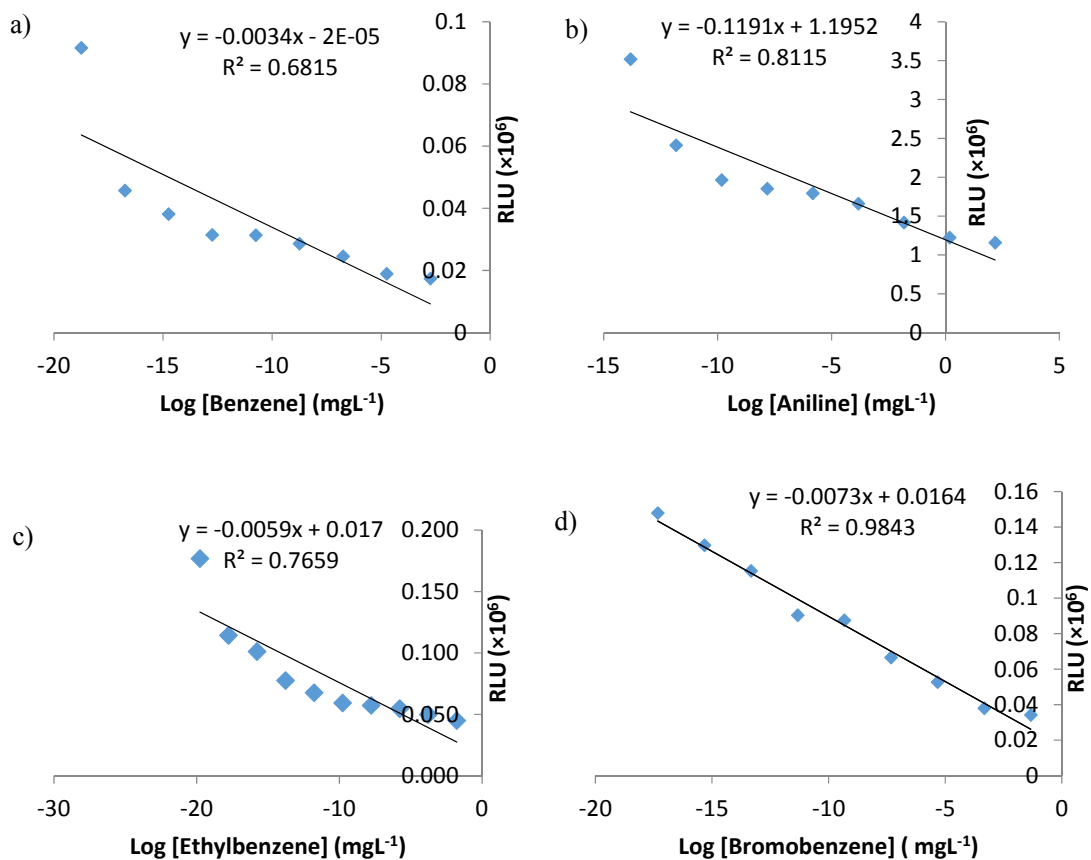 a)
y = -0.0034x - 2E-05
R² = 0.6815
0.1
0.08
0.06
0.04
0.02
0
RLU (×10⁶)
-20 -15 -10 -5 0
Log [Benzene] (mgL⁻¹)
b)
y = -0.1191x + 1.1952
R² = 0.8115
4
3.5
3
2.5
2
1.5
1
0.5
0
RLU (×10⁶)
-15 -10 -5 0 5
Log [Aniline] (mgL⁻¹)
c)
y = -0.0059x + 0.017
R² = 0.7659
0.200
0.150
0.100
0.050
0.000
RLU (×10⁶)
-30 -20 -10 0
Log [Ethylbenzene] (mgL⁻¹)
d)
y = -0.0073x + 0.0164
R² = 0.9843
0.16
0.14
0.12
0.1
0.08
0.06
0.04
0.02
0
RLU (×10⁶)
-20 -15 -10 -5 0
Log [Bromobenzene] ( mgL⁻¹)